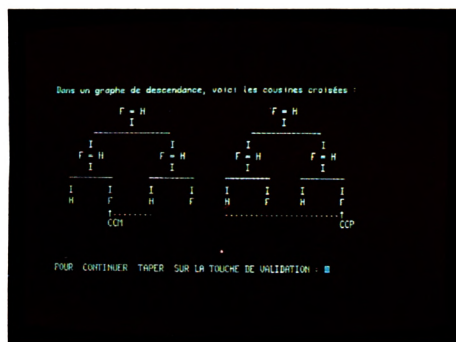 Dans un graphe de descendance, voici les cousines croisées :
F = H F = H
I I
I I I I
F = H F = H F = H F = H
I I I I
I I I I I I I I
H F H F H F H F
CCM CCP
POUR CONTINUER TAPER SUR LA TOUCHE DE VALIDATION :